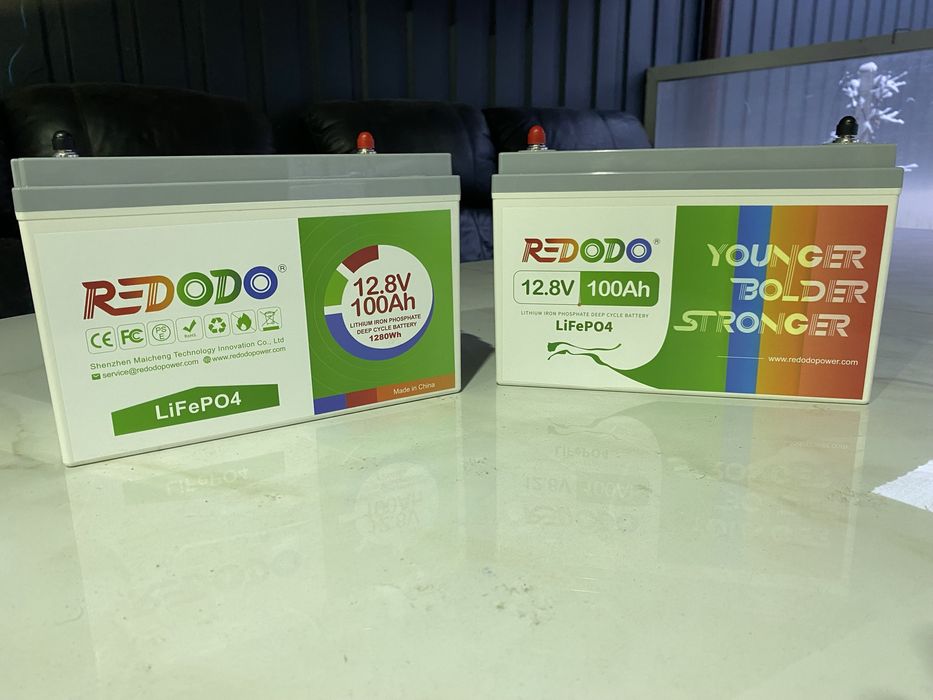 REDODO®
CE FC PS E RoHS
Shenzhen Maicheng Technology Innovation Co., Ltd
service@redodopower.com www.redodopower.com
LiFePO4
12.8V
100Ah
LITHIUM IRON PHOSPHATE
DEEP CYCLE BATTERY
1280Wh
Made in China
REDODO®
12.8V 100Ah
LITHIUM IRON PHOSPHATE DEEP CYCLE BATTERY
LiFePO4
YOUNGER
BOLDER
STRONGER
www.redodopower.com